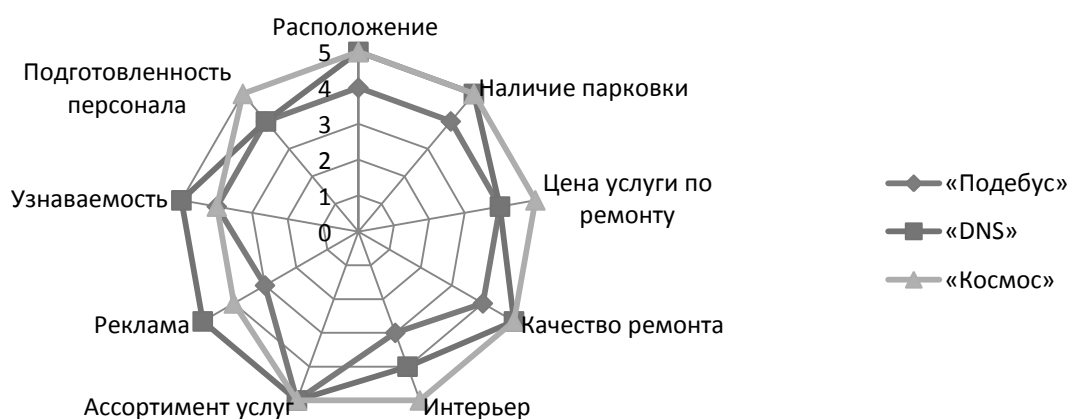 Расположение
5
4
3
2
1
0
Наличие парковки
Цена услуги по
ремонту
Качество ремонта
Интерьер
Ассортимент услуг
Реклама
Узнаваемость
Подготовленность
персонала
«Подебус»
«DNS»
«Космос»